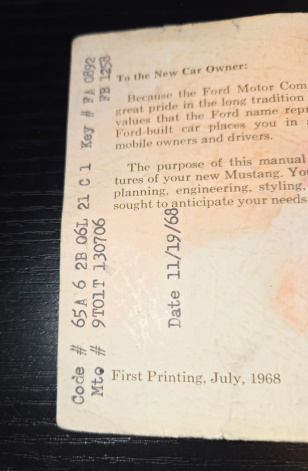 Code # 65A 6 2B 06L 21 C 1 Key # FA 0892
Mto # 9T01T 130706 FB 1258
Date 11/19/68
To the New Car Owner:
Because the Ford Motor Com
great pride in the long tradition
values that the Ford name repr
Ford-built car places you in
mobile owners and drivers.
The purpose of this manual
tures of your new Mustang. You
planning, engineering, styling,
sought to anticipate your needs
First Printing, July, 1968